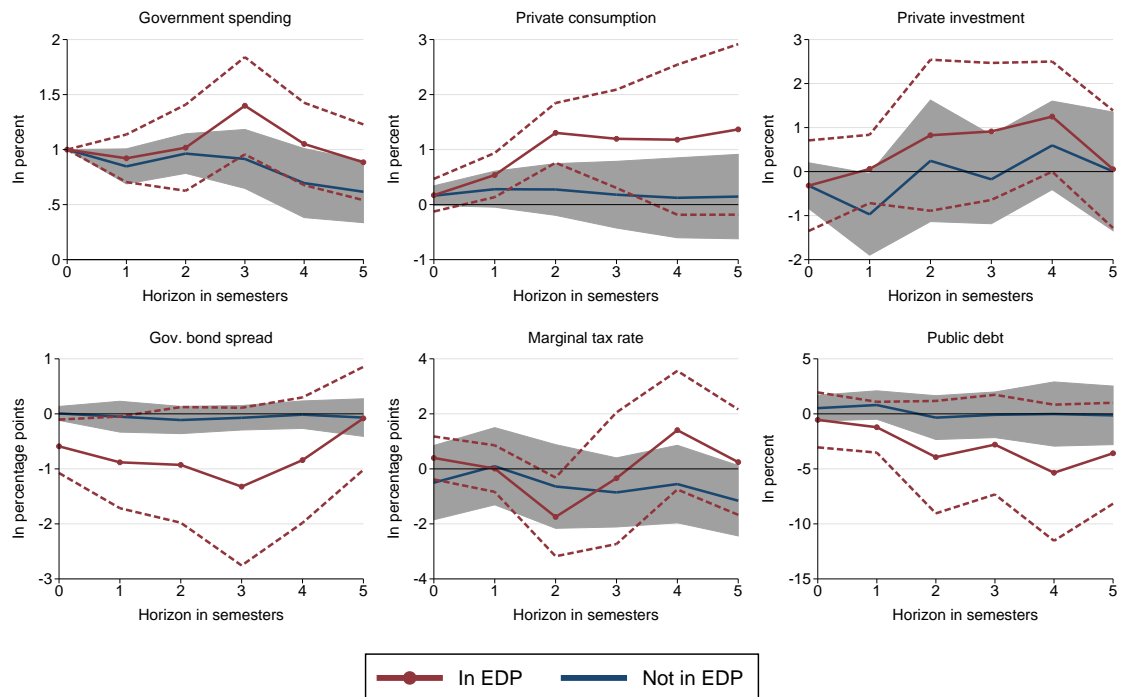 Government spending
In percent
2
1.5
1
.5
0
0 1 2 3 4 5
Horizon in semesters
Private consumption
In percent
3
2
1
0
-1
0 1 2 3 4 5
Horizon in semesters
Private investment
In percent
3
2
1
0
-1
-2
0 1 2 3 4 5
Horizon in semesters
Gov. bond spread
In percentage points
1
0
-1
-2
-3
0 1 2 3 4 5
Horizon in semesters
Marginal tax rate
In percentage points
4
2
0
-2
-4
0 1 2 3 4 5
Horizon in semesters
Public debt
In percent
5
0
-5
-10
-15
0 1 2 3 4 5
Horizon in semesters
In EDP Not in EDP